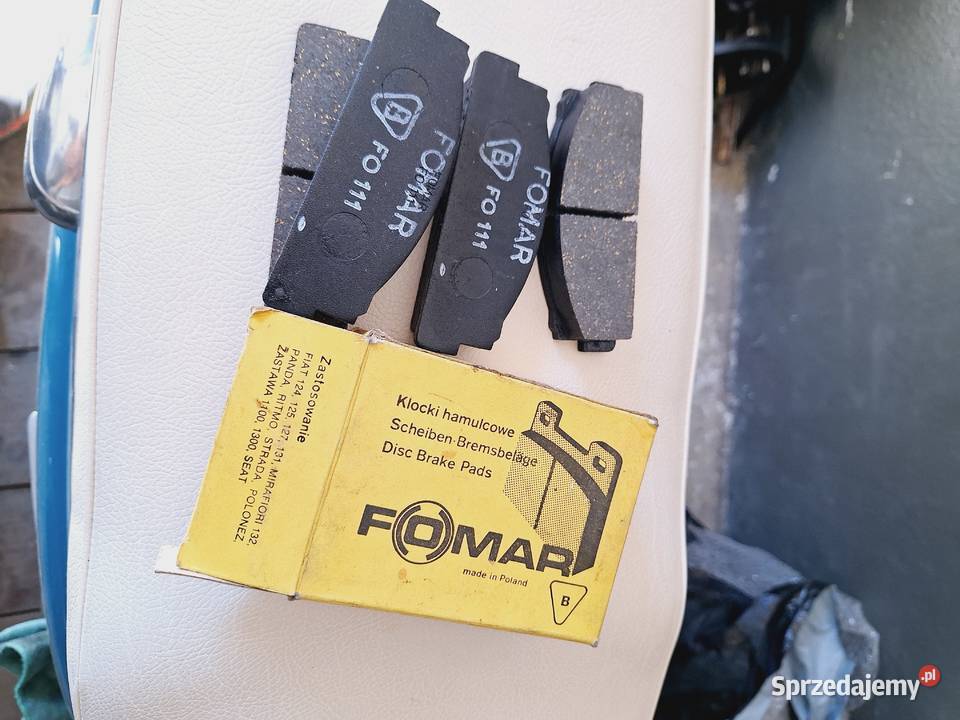 B
FO 111
FOMAR
B
FO 111
FOMAR
Zastosowanie
FIAT 124, 125, 127, 131, MIRAFIORI 132,
PANDA, RITMO, STRADA, POLONEZ,
ZASTAWA 1100, 1300, SEAT
Klocki hamulcowe
Scheiben-Bremsbeläge
Disc Brake Pads
FOMAR
made in Poland
B
Sprzedajemy.pl